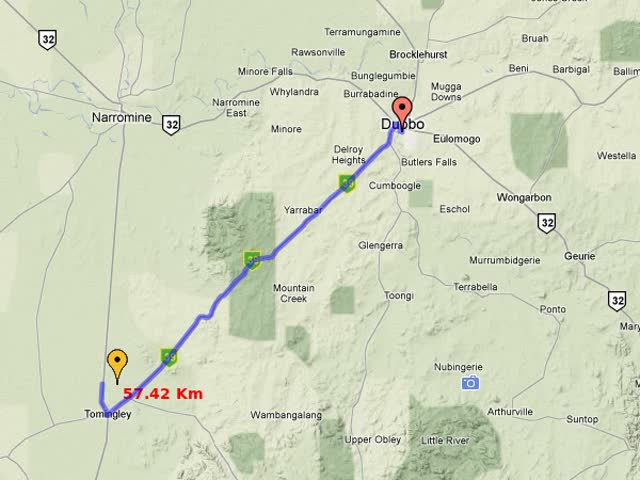 Terramungamine
32
Bruah
Rawsonville
Brocklehurst
Minore Falls
Bunglegumbie
Beni
Barbigal
Ballim
Whylandra
Burrabadine
Mugga
Downs
Narromine
East
Narromine
32
Dubbo
Minore
Eulomogo
Delroy
Heights
Westella
Butlers Falls
Cumboogle
Wongarbon
Yarrabar
Eschol
32
Glengerra
Geurie
Murrumbidgerie
Mountain
Creek
Terrabella
Toongi
32
Ponto
Mary
Nubingerie
57.42 Km
Tomingley
Wambangalang
Arthurville
Suntop
Upper Obley
Little River